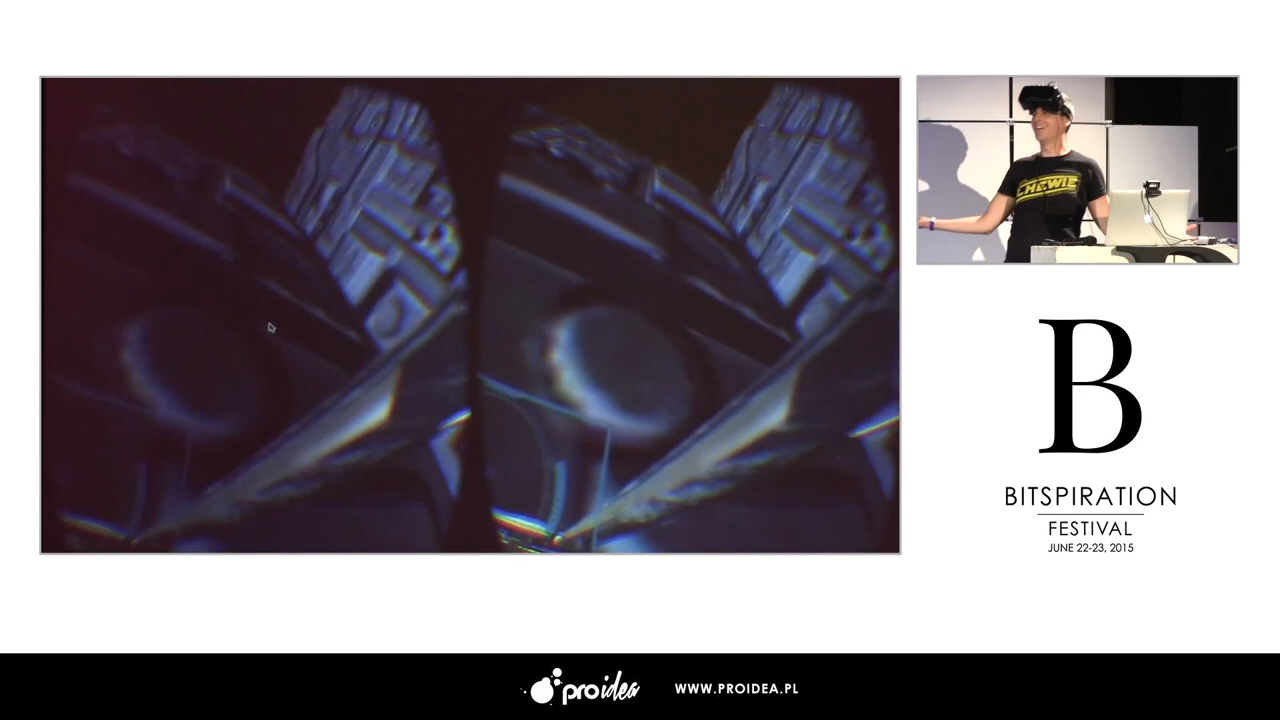 CHEWIE
B
BITSPIRATION
FESTIVAL
JUNE 22-23, 2015
proidea
WWW.PROIDEA.PL